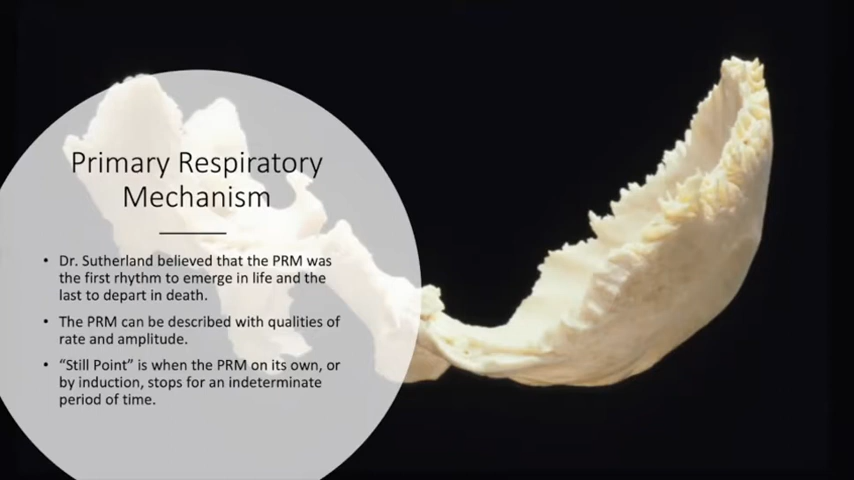 Primary Respiratory
Mechanism
• Dr. Sutherland believed that the PRM was
the first rhythm to emerge in life and the
last to depart in death.
• The PRM can be described with qualities of
rate and amplitude.
• “Still Point” is when the PRM on its own, or
by induction, stops for an indeterminate
period of time.